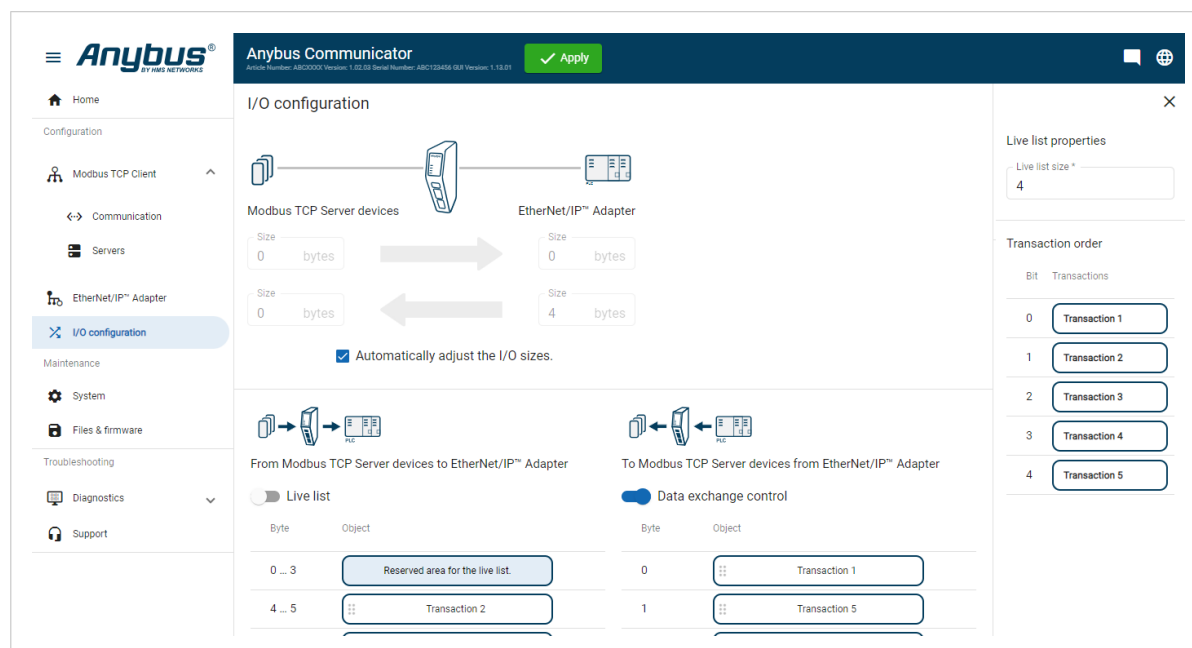 Anybus®
BY HMS NETWORKS
Anybus Communicator
Article Number: ABCXXXX Version: 1.02.03 Serial Number: ABC123456 GUI Version: 1.13.01
Apply
Home
Configuration
Modbus TCP Client
Communication
Servers
EtherNet/IP™ Adapter
I/O configuration
Maintenance
System
Files & firmware
Troubleshooting
Diagnostics
Support
I/O configuration
PLC
Modbus TCP Server devices
EtherNet/IP™ Adapter
Size
0 bytes
Size
0 bytes
Size
0 bytes
Size
4 bytes
Automatically adjust the I/O sizes.
PLC
From Modbus TCP Server devices to EtherNet/IP™ Adapter
Live list
Byte Object
0 ... 3 Reserved area for the live list.
4 ... 5 Transaction 2
PLC
To Modbus TCP Server devices from EtherNet/IP™ Adapter
Data exchange control
Byte Object
0 Transaction 1
1 Transaction 5
Live list properties
Live list size *
4
Transaction order
Bit Transactions
0 Transaction 1
1 Transaction 2
2 Transaction 3
3 Transaction 4
4 Transaction 5